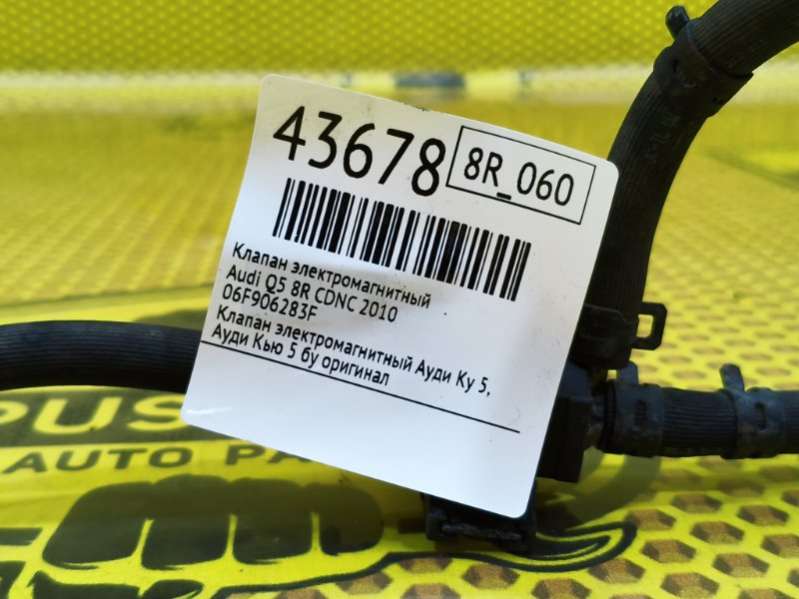 43678
8R_060
Клапан электромагнитный
Audi Q5 8R CDNC 2010
06F906283F
Клапан электромагнитный Ауди Ку 5,
Ауди Кью 5 бу оригинал
PUS
AUTO PA